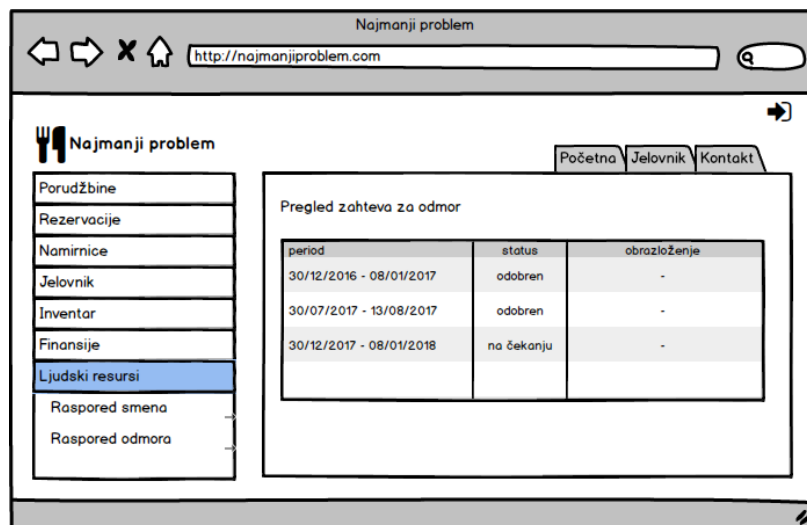 Najmanji problem
http://najmanjiproblem.com
Najmanji problem
Početna Jelovnik Kontakt
Porudžbine
Rezervacije
Namirnice
Jelovnik
Inventar
Finansije
Ljudski resursi
Raspored smena
Raspored odmora
Pregled zahteva za odmor
period status obrazloženje
30/12/2016 - 08/01/2017 odobren -
30/07/2017 - 13/08/2017 odobren -
30/12/2017 - 08/01/2018 na čekanju -